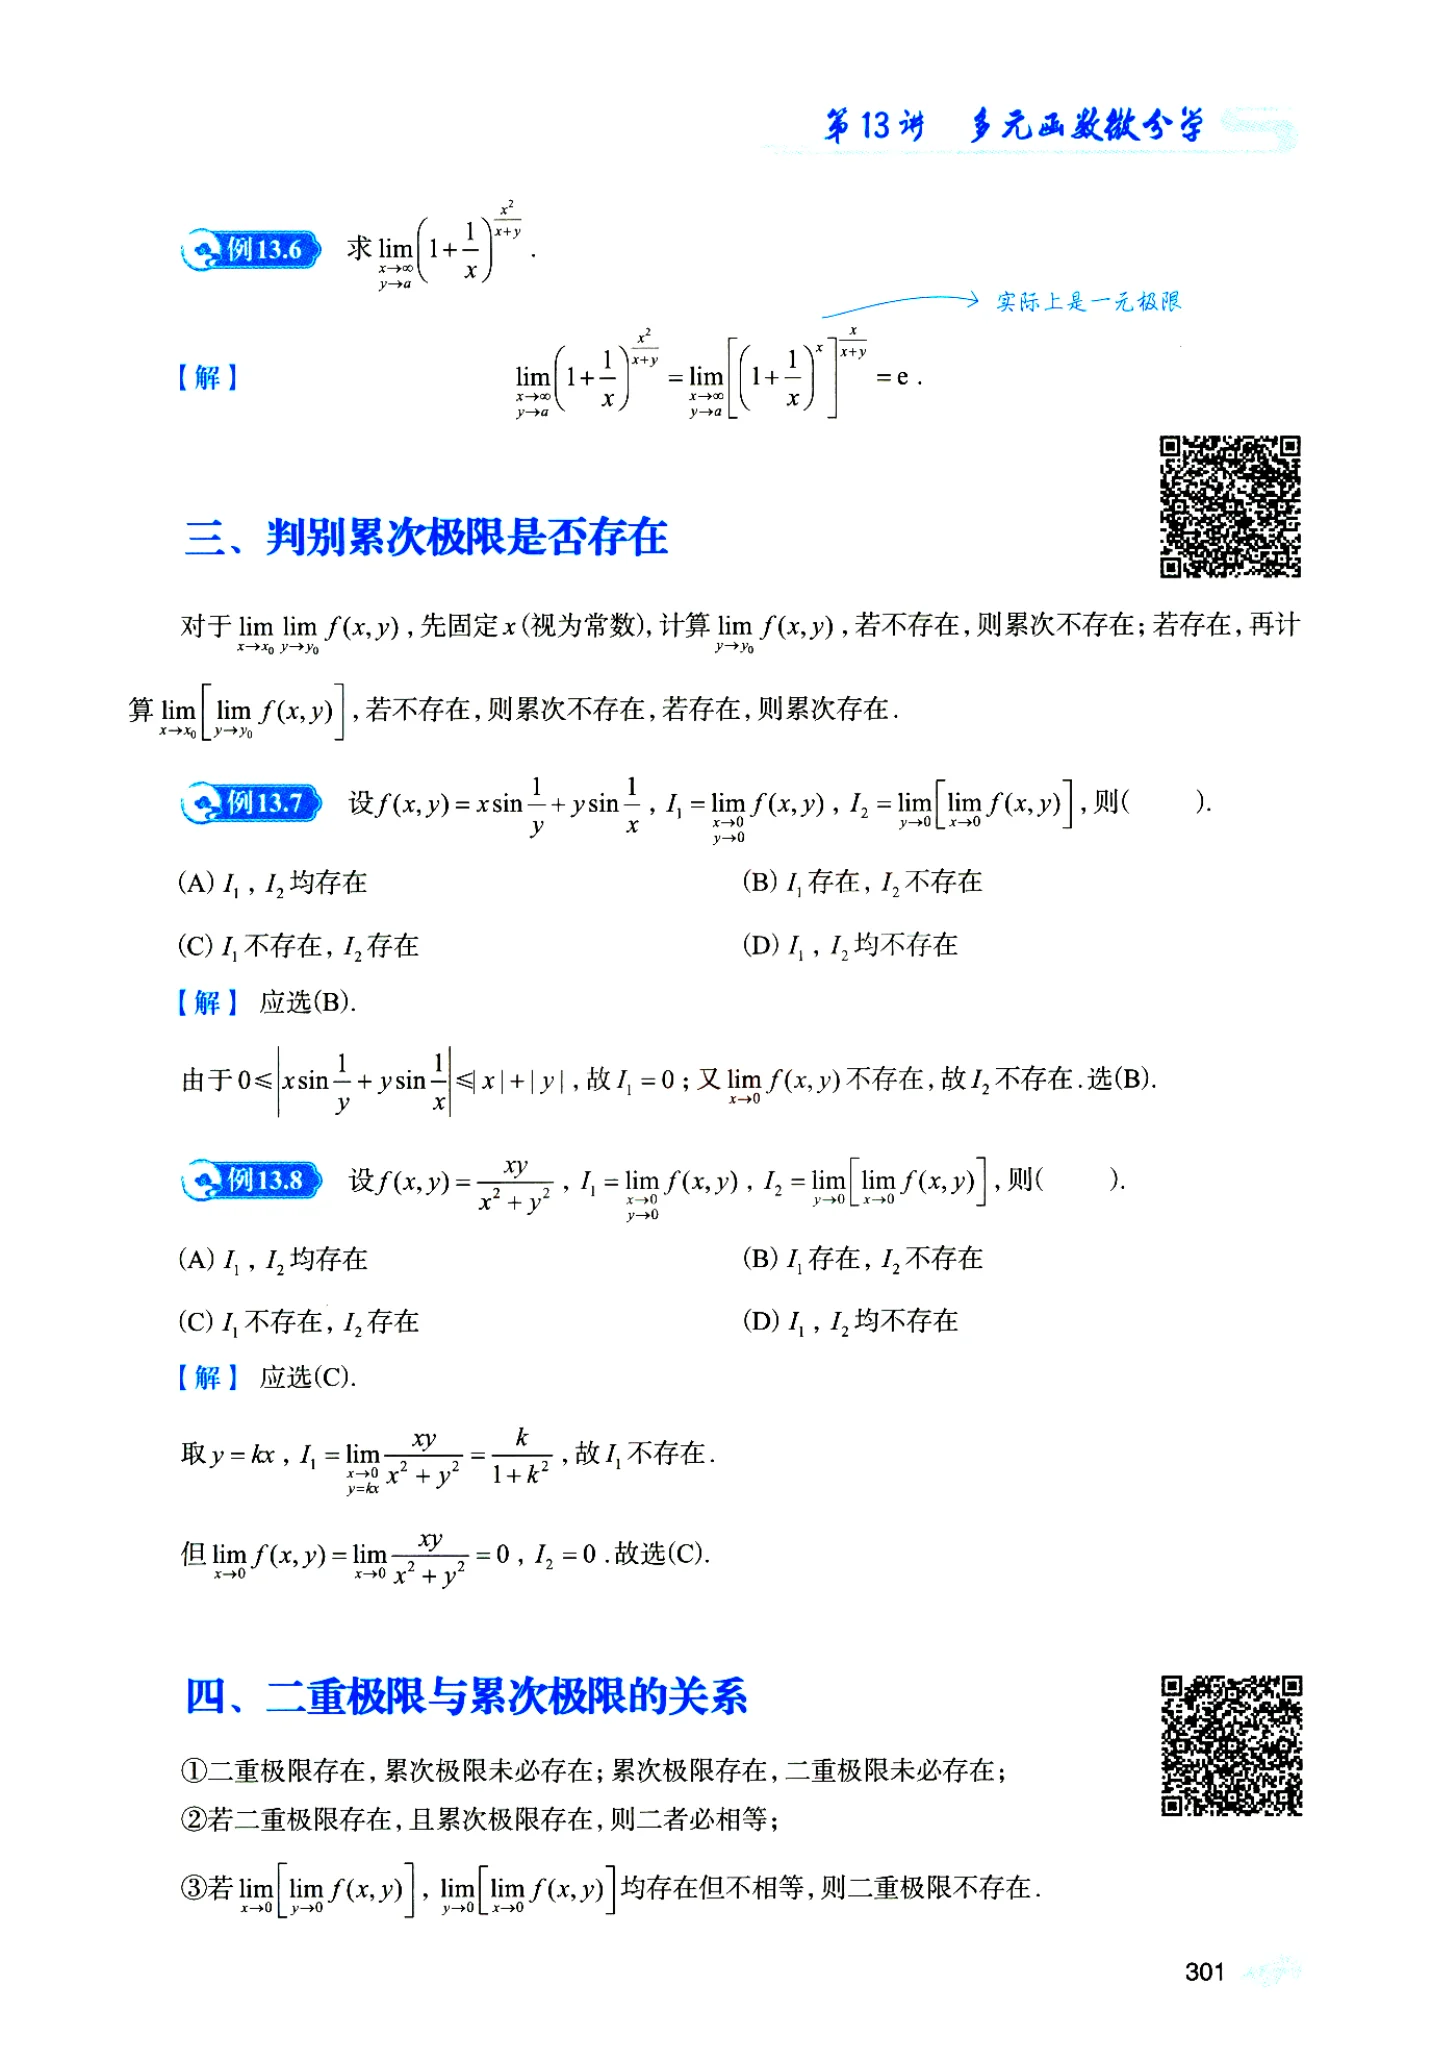 第13讲 多元函数微分学
例13.6 求 $\lim_{\substack{x\to\infty\\y\to a}}\left(1+\frac{1}{x}\right)^{\frac{x^2}{x+y}}$ .
实际上是一元极限
【解】 $\lim_{\substack{x\to\infty\\y\to a}}\left(1+\frac{1}{x}\right)^{\frac{x^2}{x+y}}=\lim_{\substack{x\to\infty\\y\to a}}\left[\left(1+\frac{1}{x}\right)^x\right]^{\frac{x}{x+y}}=\mathrm{e}$ .
三、判别累次极限是否存在
对于 $\lim_{x\to x_0}\lim_{y\to y_0}f(x,y)$ ,先固定x(视为常数),计算 $\lim_{y\to y_0}f(x,y)$ ,若不存在,则累次不存在;若存在,再计
算 $\lim_{x\to x_0}\left[\lim_{y\to y_0}f(x,y)\right]$ ,若不存在,则累次不存在,若存在,则累次存在.
例13.7 设 $f(x,y)=x\sin\frac{1}{y}+y\sin\frac{1}{x}$ , $I_1=\lim_{\substack{x\to0\\y\to0}}f(x,y)$ , $I_2=\lim_{y\to0}\left[\lim_{x\to0}f(x,y)\right]$ ,则( ).
(A) $I_1$ , $I_2$ 均存在 (B) $I_1$ 存在, $I_2$ 不存在
(C) $I_1$ 不存在, $I_2$ 存在 (D) $I_1$ , $I_2$ 均不存在
【解】 应选(B).
由于 $0\leqslant\left|x\sin\frac{1}{y}+y\sin\frac{1}{x}\right|\leqslant|x|+|y|$ ,故 $I_1=0$ ;又 $\lim_{x\to0}f(x,y)$ 不存在,故 $I_2$ 不存在.选(B).
例13.8 设 $f(x,y)=\frac{xy}{x^2+y^2}$ , $I_1=\lim_{\substack{x\to0\\y\to0}}f(x,y)$ , $I_2=\lim_{y\to0}\left[\lim_{x\to0}f(x,y)\right]$ ,则( ).
(A) $I_1$ , $I_2$ 均存在 (B) $I_1$ 存在, $I_2$ 不存在
(C) $I_1$ 不存在, $I_2$ 存在 (D) $I_1$ , $I_2$ 均不存在
【解】 应选(C).
取 $y=kx$ , $I_1=\lim_{\substack{x\to0\\y=kx}}\frac{xy}{x^2+y^2}=\frac{k}{1+k^2}$ ,故 $I_1$ 不存在.
但 $\lim_{x\to0}f(x,y)=\lim_{x\to0}\frac{xy}{x^2+y^2}=0$ , $I_2=0$ .故选(C).
四、二重极限与累次极限的关系
①二重极限存在,累次极限未必存在;累次极限存在,二重极限未必存在;
②若二重极限存在,且累次极限存在,则二者必相等;
③若 $\lim_{x\to0}\left[\lim_{y\to0}f(x,y)\right]$ , $\lim_{y\to0}\left[\lim_{x\to0}f(x,y)\right]$ 均存在但不相等,则二重极限不存在.
301